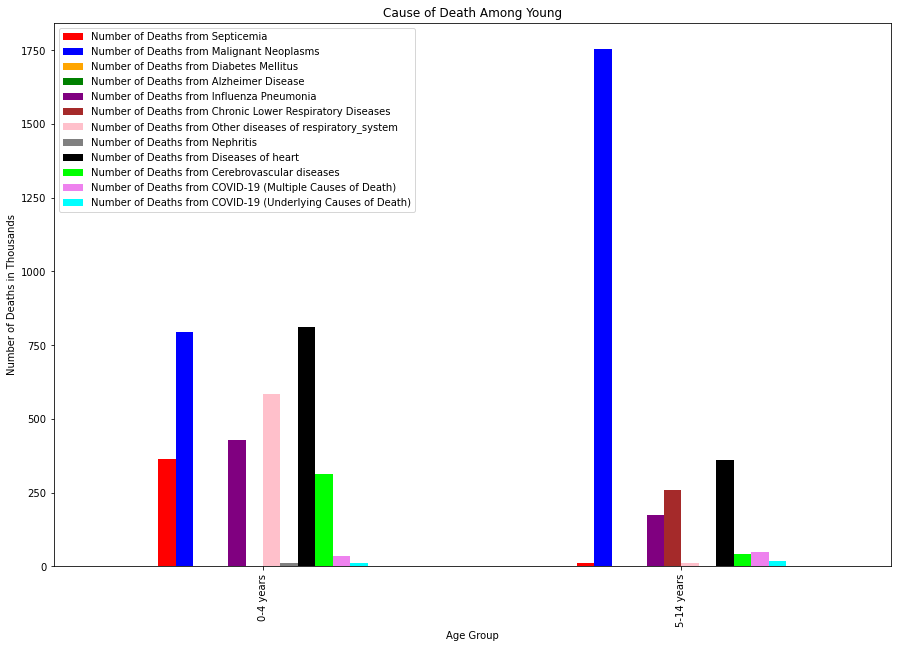 Cause of Death Among Young
Number of Deaths from Septicemia
Number of Deaths from Malignant Neoplasms
Number of Deaths from Diabetes Mellitus
Number of Deaths from Alzheimer Disease
Number of Deaths from Influenza Pneumonia
Number of Deaths from Chronic Lower Respiratory Diseases
Number of Deaths from Other diseases of respiratory_system
Number of Deaths from Nephritis
Number of Deaths from Diseases of heart
Number of Deaths from Cerebrovascular diseases
Number of Deaths from COVID-19 (Multiple Causes of Death)
Number of Deaths from COVID-19 (Underlying Causes of Death)
Number of Deaths in Thousands
1750
1500
1250
1000
750
500
250
0
0-4 years
5-14 years
Age Group